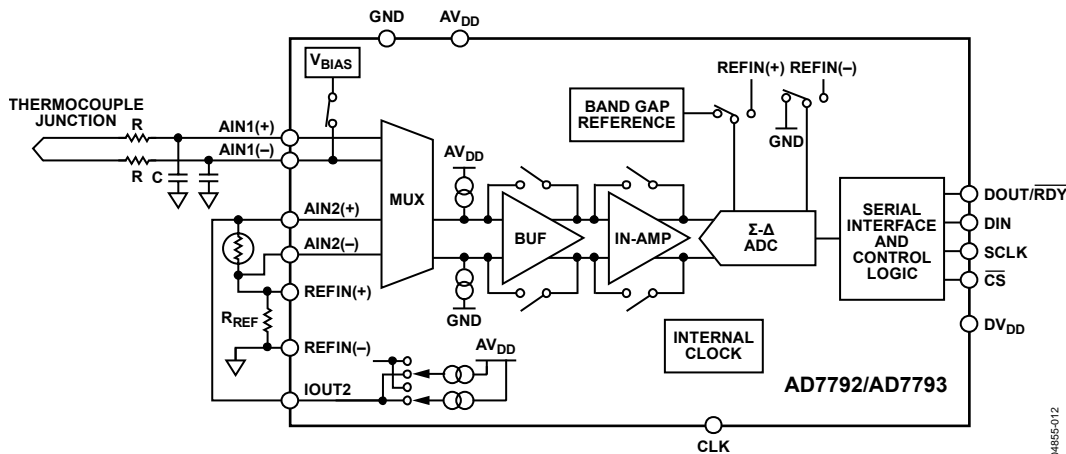 GND
AVDD
VBIAS
REFIN(+) REFIN(–)
THERMOCOUPLE
JUNCTION
R
AIN1(+)
BAND GAP
REFERENCE
GND
AIN1(–)
R
C
MUX
AVDD
AIN2(+)
BUF
IN-AMP
Σ-Δ
ADC
SERIAL
INTERFACE
AND
CONTROL
LOGIC
DOUT/RDY
DIN
SCLK
CS
AIN2(–)
REFIN(+)
GND
RREF
INTERNAL
CLOCK
DVDD
REFIN(–)
AVDD
IOUT2
AD7792/AD7793
CLK
04855-012